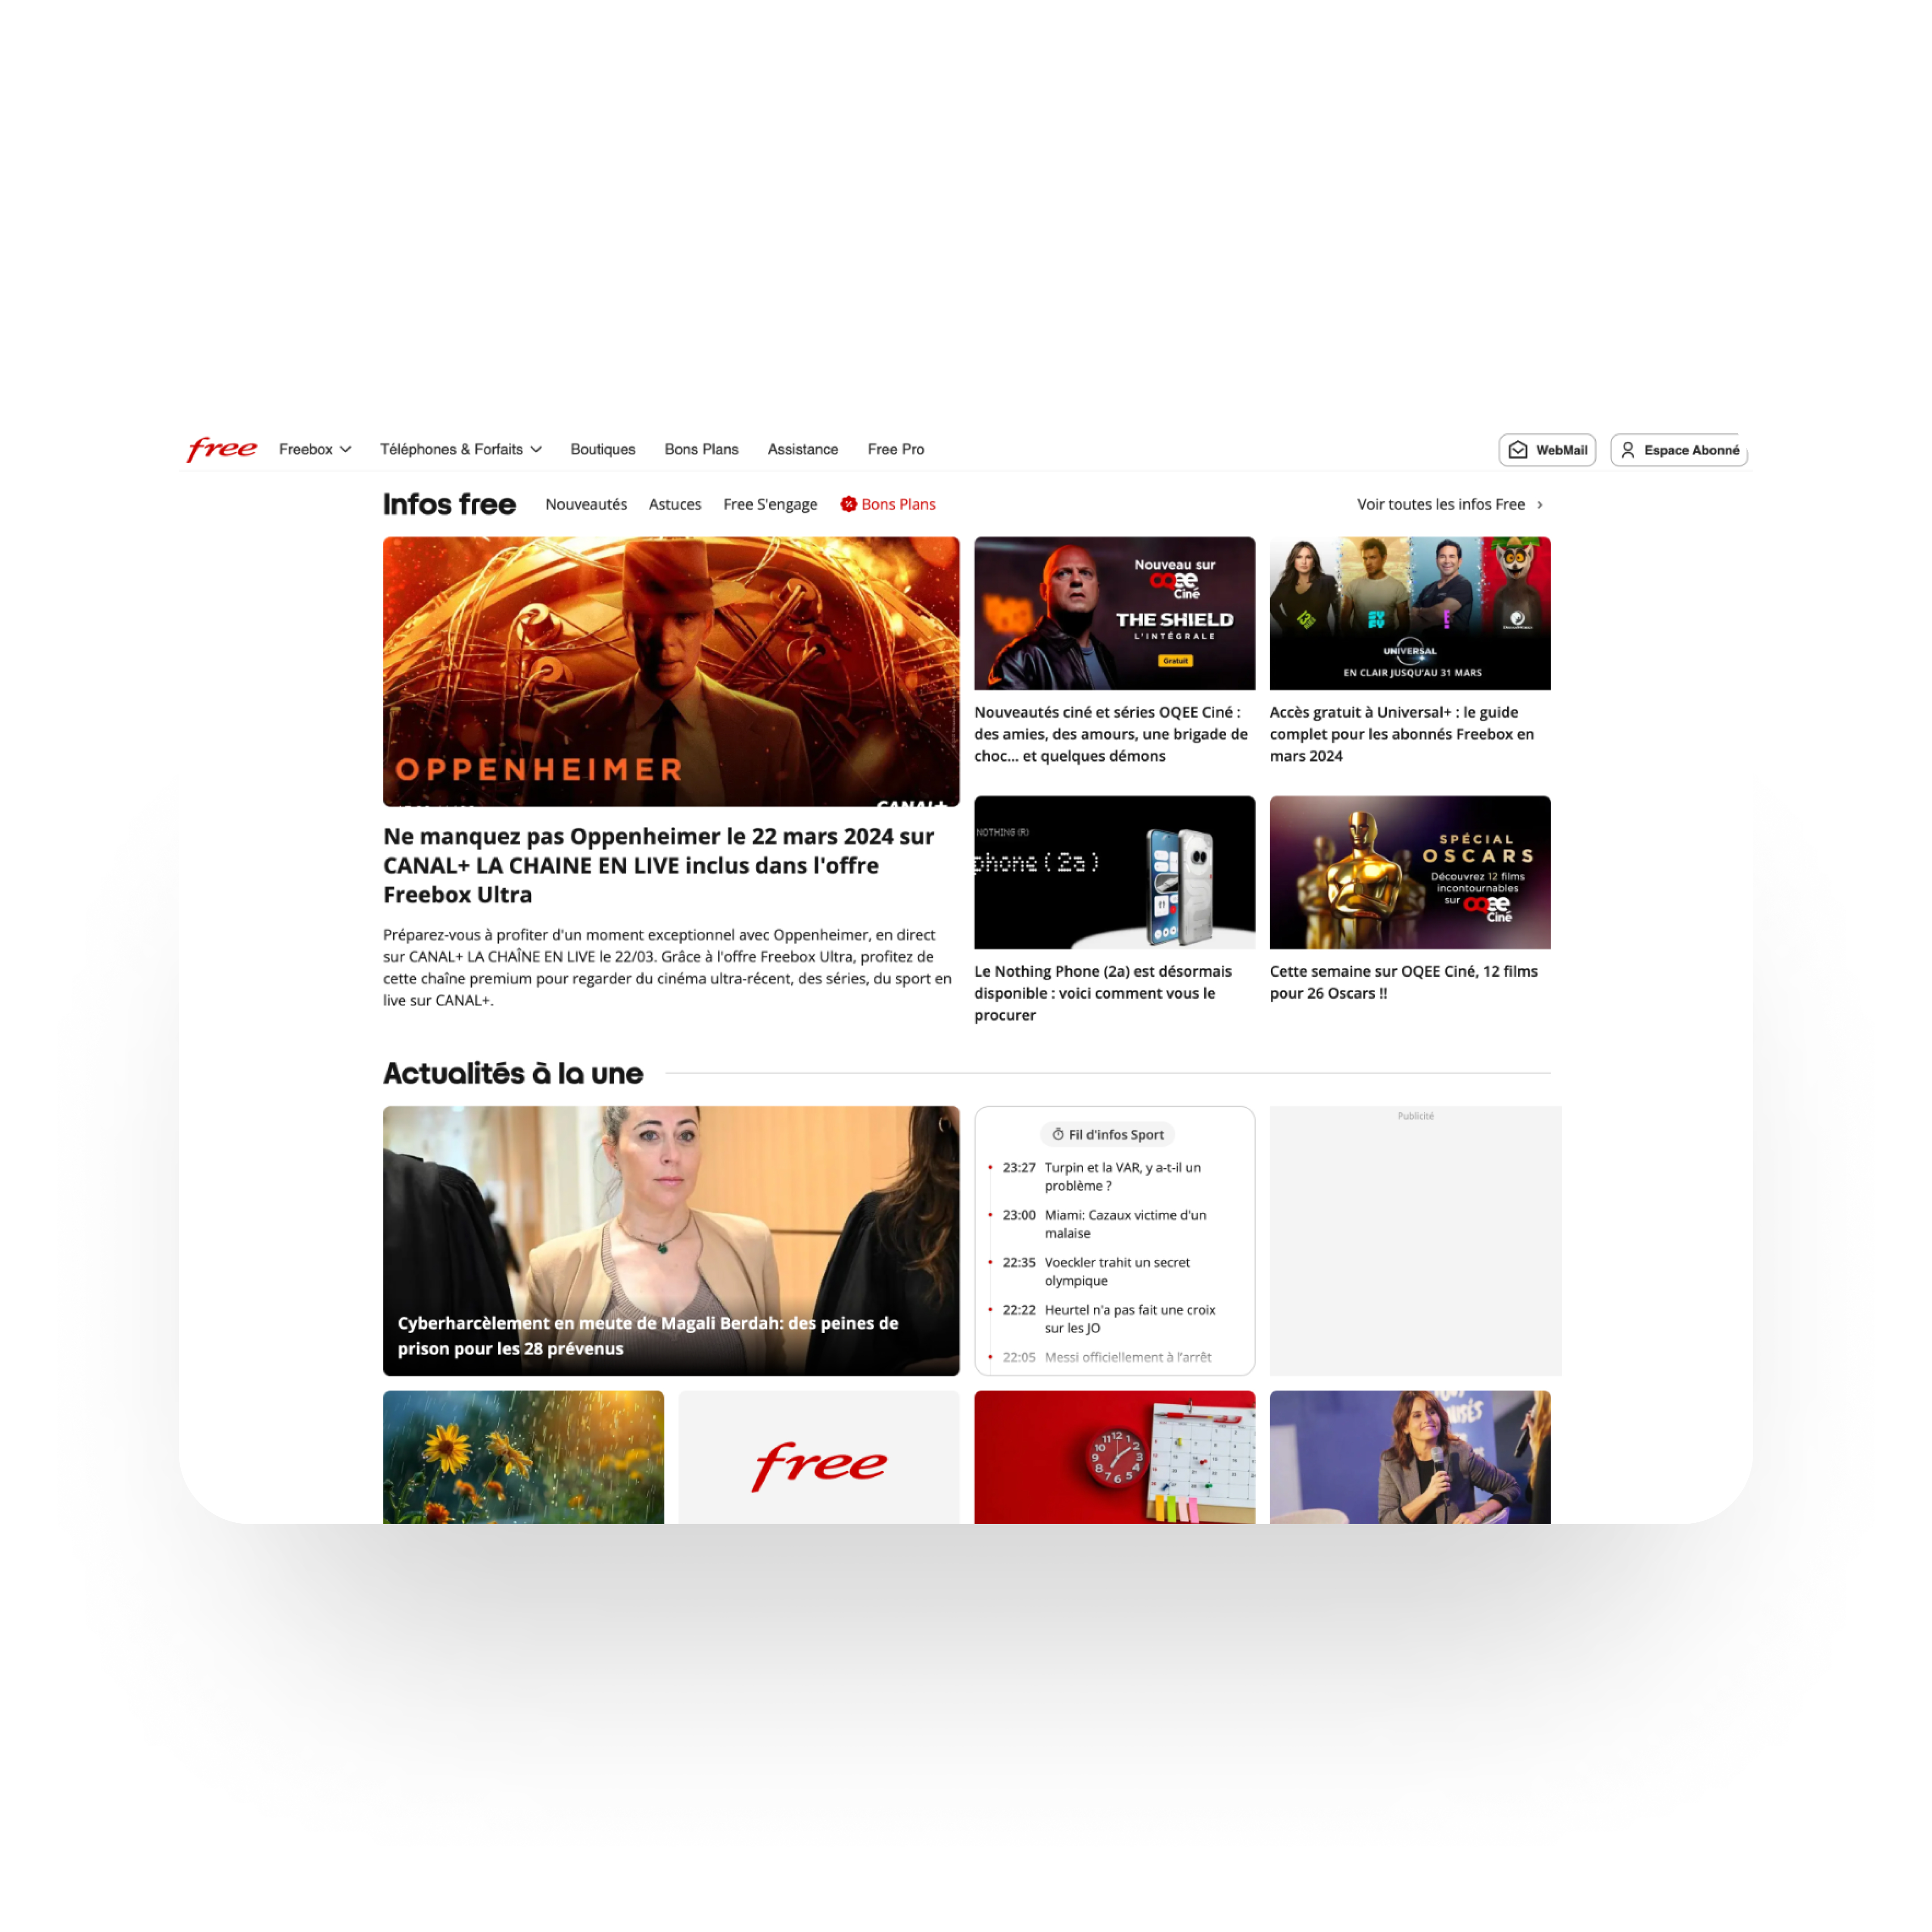 free
Freebox
Téléphones & Forfaits
Boutiques
Bons Plans
Assistance
Free Pro
WebMail
Espace Abonné
Infos free
Nouveautés
Astuces
Free S'engage
Bons Plans
Voir toutes les infos Free
OPPENHEIMER
CANAL+
Ne manquez pas Oppenheimer le 22 mars 2024 sur
CANAL+ LA CHAINE EN LIVE inclus dans l'offre
Freebox Ultra
Préparez-vous à profiter d'un moment exceptionnel avec Oppenheimer, en direct
sur CANAL+ LA CHAÎNE EN LIVE le 22/03. Grâce à l'offre Freebox Ultra, profitez de
cette chaîne premium pour regarder du cinéma ultra-récent, des séries, du sport en
live sur CANAL+.
Nouveau sur
OQEE
Ciné
THE SHIELD
L'INTÉGRALE
Gratuit
Nouveautés ciné et séries OQEE Ciné :
des amies, des amours, une brigade de
choc... et quelques démons
SYFY
E!
UNIVERSAL
EN CLAIR JUSQU'AU 31 MARS
Accès gratuit à Universal+ : le guide
complet pour les abonnés Freebox en
mars 2024
NOTHING (R)
phone (2a)
Le Nothing Phone (2a) est désormais
disponible : voici comment vous le
procurer
SPÉCIAL
OSCARS
Découvrez 12 films
incontournables
sur OQEE
Ciné
Cette semaine sur OQEE Ciné, 12 films
pour 26 Oscars !!
Actualités à la une
Cyberharcèlement en meute de Magali Berdah: des peines de
prison pour les 28 prévenus
Fil d'infos Sport
23:27 Turpin et la VAR, y a-t-il un
problème ?
23:00 Miami: Cazaux victime d'un
malaise
22:35 Voeckler trahit un secret
olympique
22:22 Heurtel n'a pas fait une croix
sur les JO
22:05 Messi officiellement à l'arrêt
Publicité
free